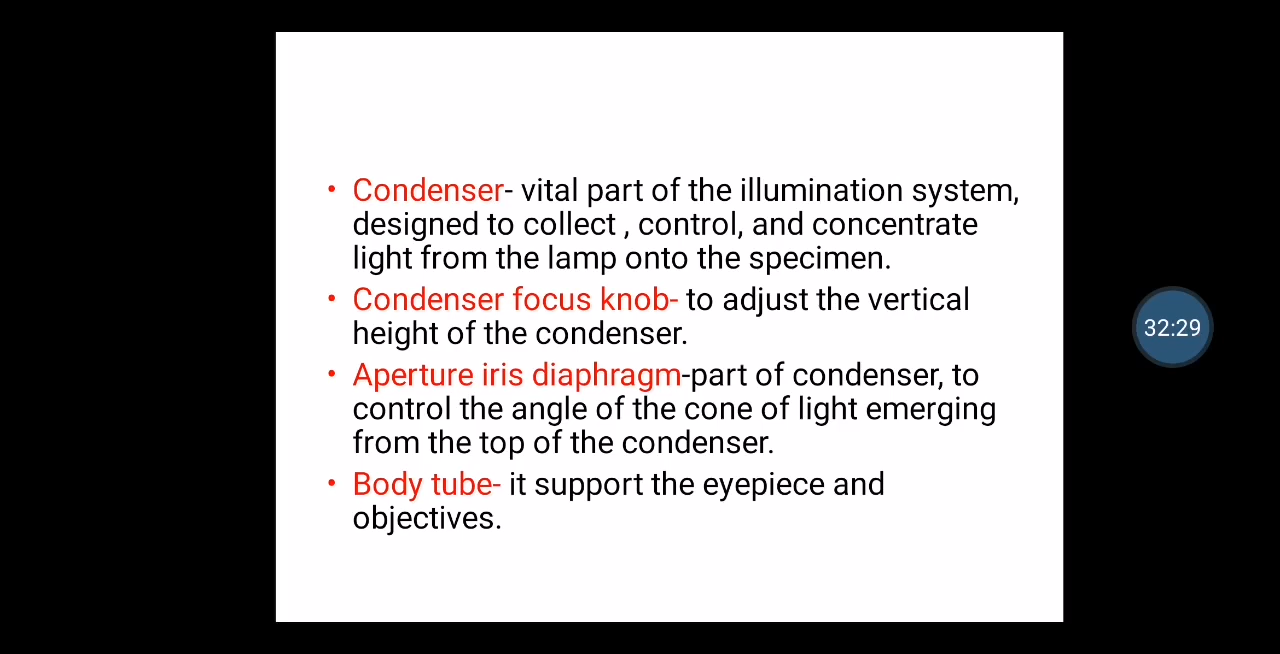 • Condenser- vital part of the illumination system,
designed to collect , control, and concentrate
light from the lamp onto the specimen.
• Condenser focus knob- to adjust the vertical
height of the condenser.
• Aperture iris diaphragm-part of condenser, to
control the angle of the cone of light emerging
from the top of the condenser.
• Body tube- it support the eyepiece and
objectives.
32:29